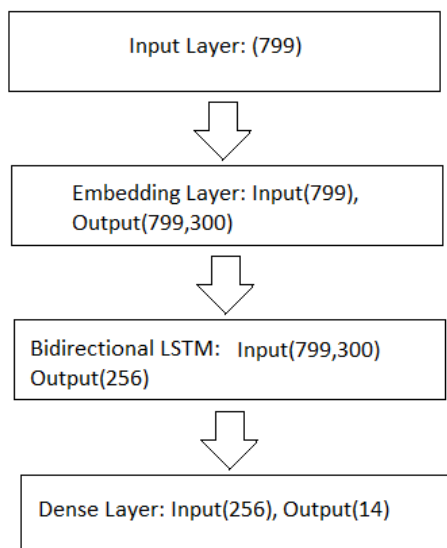 Input Layer: (799)
Embedding Layer: Input(799),
Output(799,300)
Bidirectional LSTM: Input(799,300)
Output(256)
Dense Layer: Input(256), Output(14)